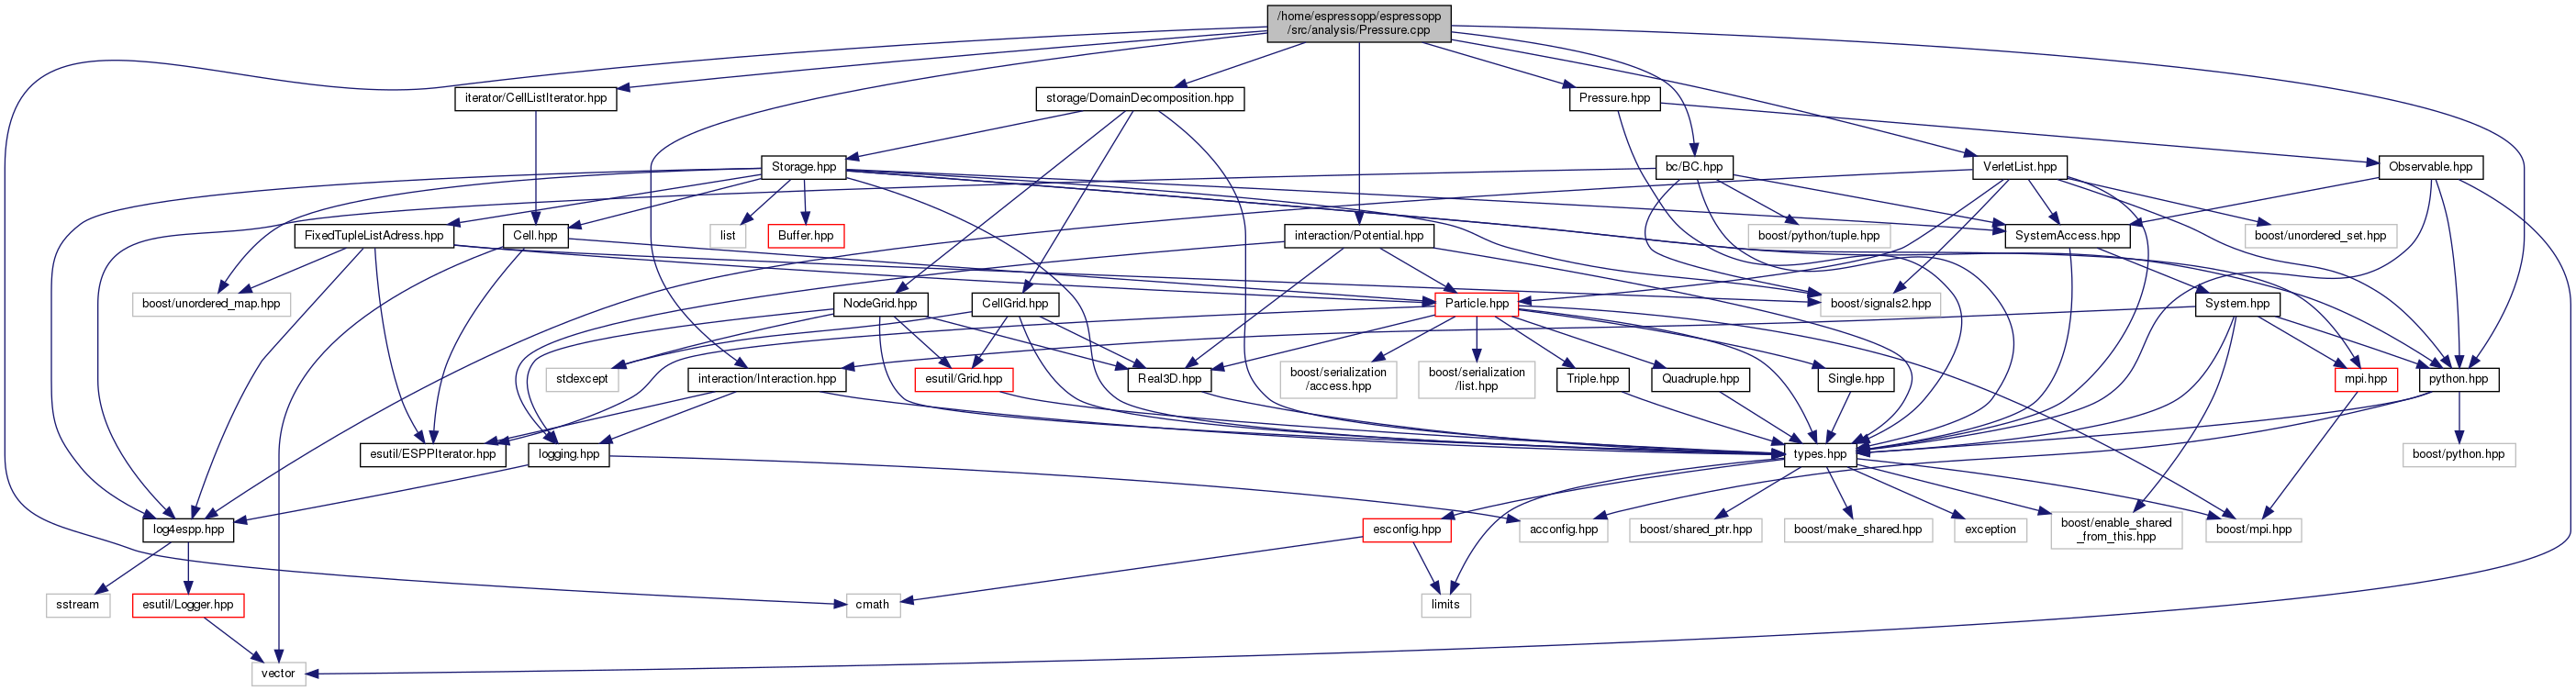 /home/espressopp/espressopp
/src/analysis/Pressure.cpp
iterator/CellListIterator.hpp
storage/DomainDecomposition.hpp
Pressure.hpp
Storage.hpp
bc/BC.hpp
VerletList.hpp
Observable.hpp
FixedTupleListAdress.hpp
Cell.hpp
list
Buffer.hpp
interaction/Potential.hpp
boost/python/tuple.hpp
SystemAccess.hpp
boost/unordered_set.hpp
boost/unordered_map.hpp
NodeGrid.hpp
CellGrid.hpp
Particle.hpp
boost/signals2.hpp
System.hpp
stdexcept
interaction/Interaction.hpp
esutil/Grid.hpp
Real3D.hpp
boost/serialization
/access.hpp
boost/serialization
/list.hpp
Triple.hpp
Quadruple.hpp
Single.hpp
mpi.hpp
python.hpp
esutil/ESPPIterator.hpp
logging.hpp
types.hpp
boost/python.hpp
log4espp.hpp
esconfig.hpp
acconfig.hpp
boost/shared_ptr.hpp
boost/make_shared.hpp
exception
boost/enable_shared
_from_this.hpp
boost/mpi.hpp
sstream
esutil/Logger.hpp
cmath
limits
vector